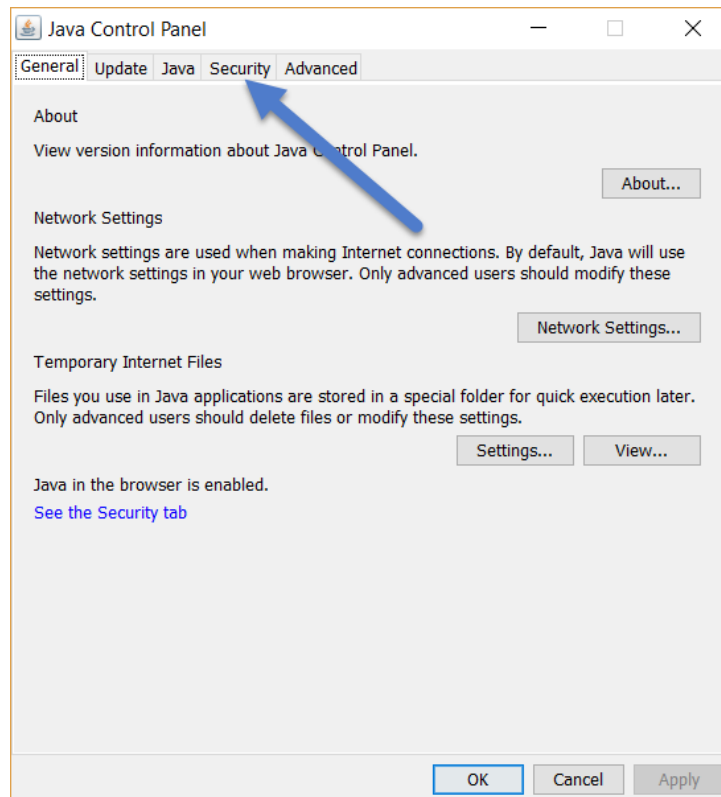 Java Control Panel
General Update Java Security Advanced
About
View version information about Java Control Panel.
About...
Network Settings
Network settings are used when making Internet connections. By default, Java will use
the network settings in your web browser. Only advanced users should modify these
settings.
Network Settings...
Temporary Internet Files
Files you use in Java applications are stored in a special folder for quick execution later.
Only advanced users should delete files or modify these settings.
Settings... View...
Java in the browser is enabled.
See the Security tab
OK Cancel Apply